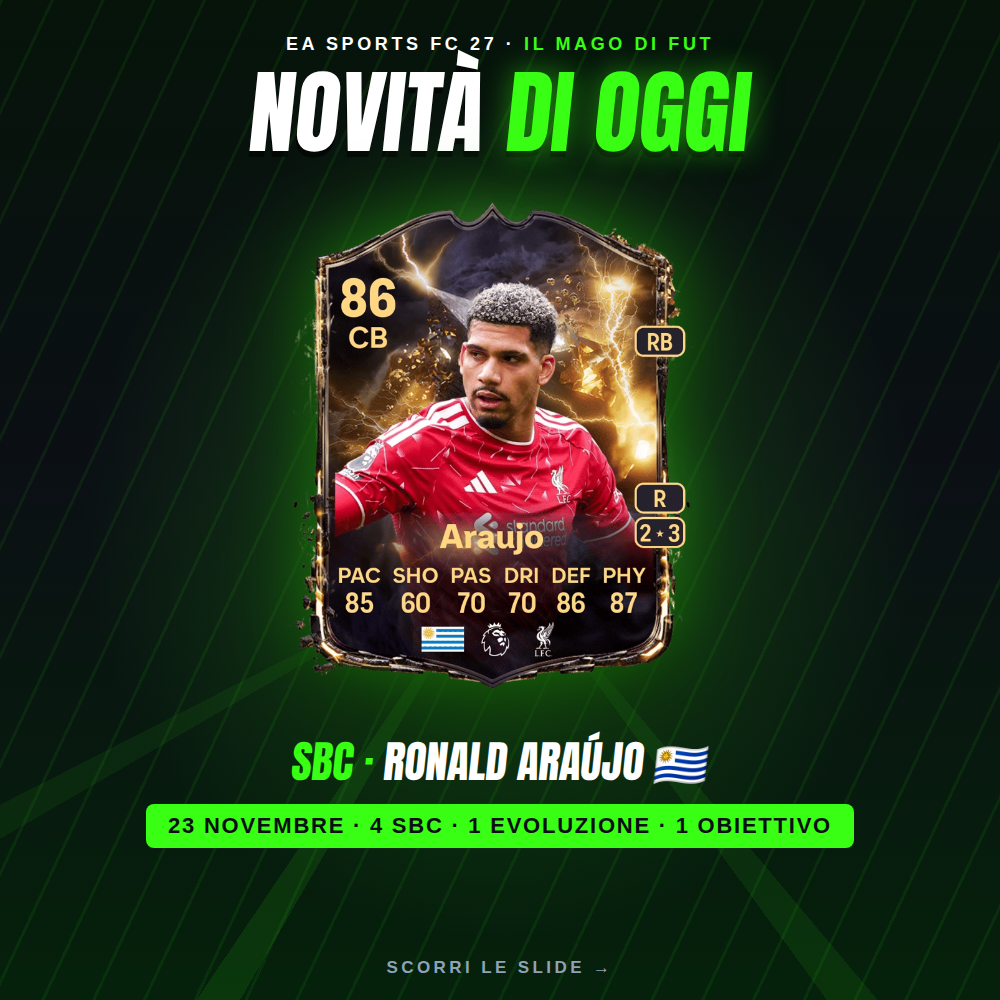 EA SPORTS FC 27 · IL MAGO DI FUT
NOVITÀ DI OGGI
86
CB
RB
R
2 ★ 3
standard
Araujo
PAC SHO PAS DRI DEF PHY
85 60 70 70 86 87
L.F.C.
SBC · RONALD ARAÚJO
23 NOVEMBRE · 4 SBC · 1 EVOLUZIONE · 1 OBIETTIVO
SCORRI LE SLIDE →